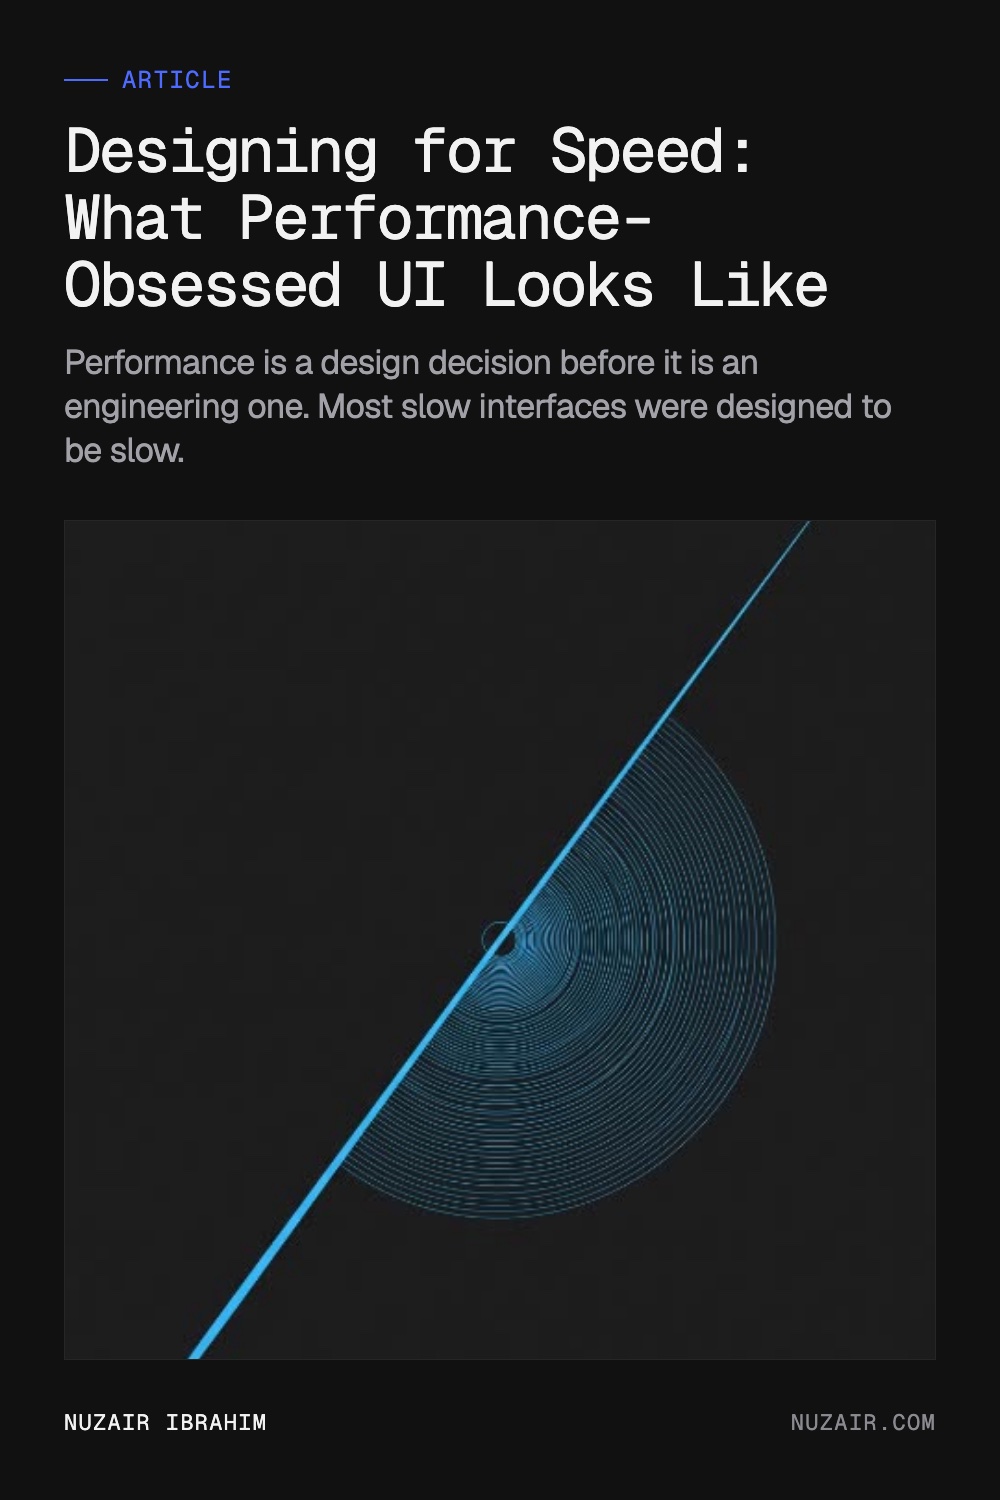 ARTICLE
Designing for Speed:
What Performance-
Obsessed UI Looks Like
Performance is a design decision before it is an
engineering one. Most slow interfaces were designed to
be slow.
NUZAIR IBRAHIM
NUZAIR.COM